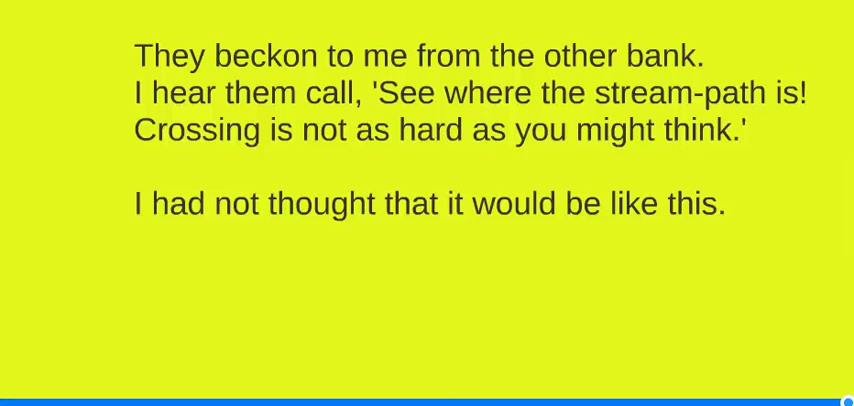 They beckon to me from the other bank.
I hear them call, 'See where the stream-path is!
Crossing is not as hard as you might think.'
I had not thought that it would be like this.